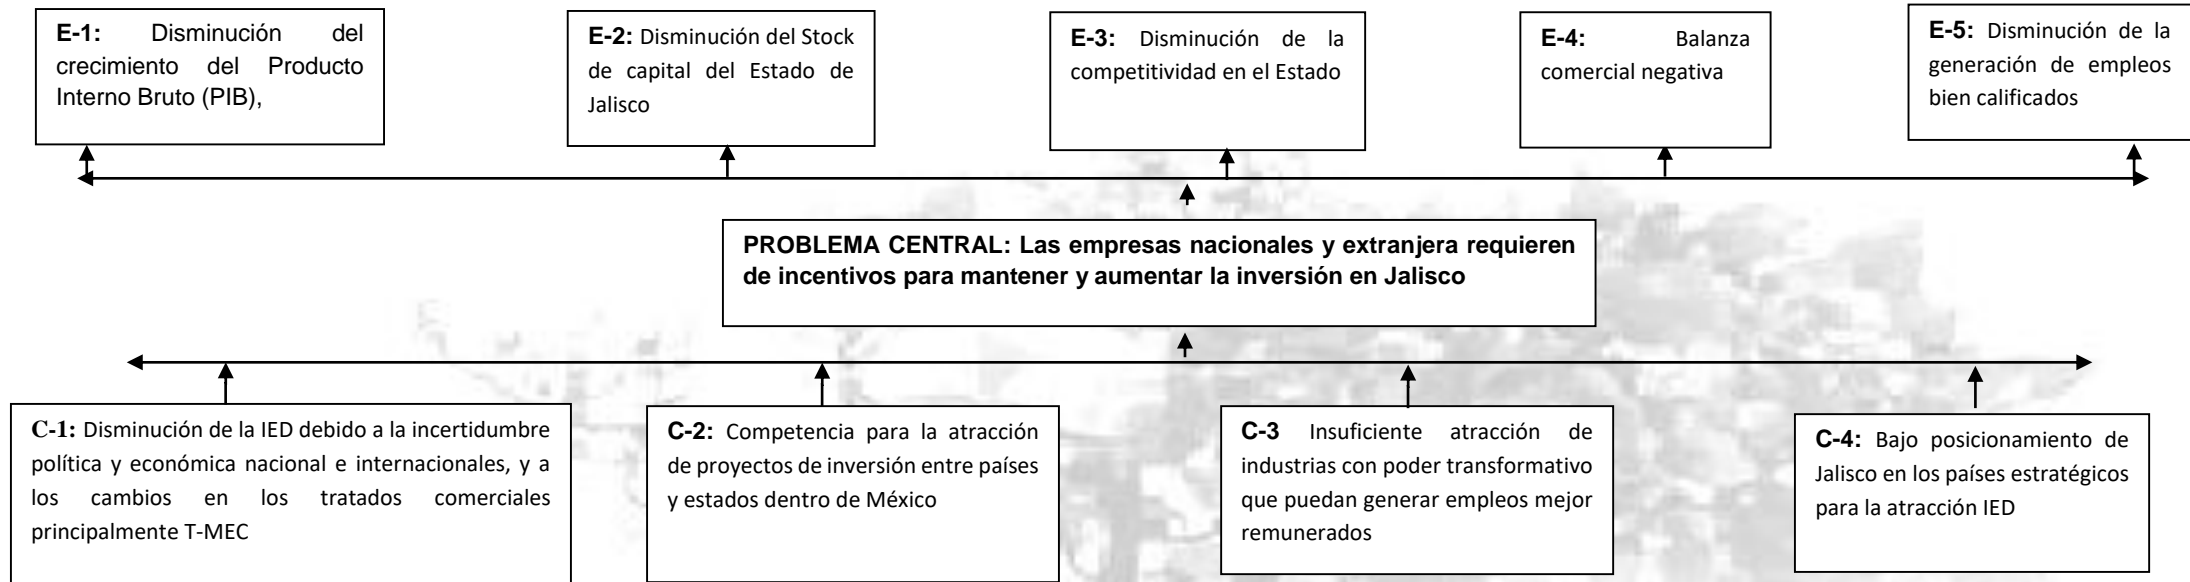 E-1: Disminución del
crecimiento del Producto
Interno Bruto (PIB),
E-2: Disminución del Stock
de capital del Estado de
Jalisco
E-3: Disminución de la
competitividad en el Estado
E-4: Balanza
comercial negativa
E-5: Disminución de la
generación de empleos
bien calificados
PROBLEMA CENTRAL: Las empresas nacionales y extranjera requieren
de incentivos para mantener y aumentar la inversión en Jalisco
C-1: Disminución de la IED debido a la incertidumbre
política y económica nacional e internacionales, y a
los cambios en los tratados comerciales
principalmente T-MEC
C-2: Competencia para la atracción
de proyectos de inversión entre países
y estados dentro de México
C-3 Insuficiente atracción de
industrias con poder transformativo
que puedan generar empleos mejor
remunerados
C-4: Bajo posicionamiento de
Jalisco en los países estratégicos
para la atracción IED